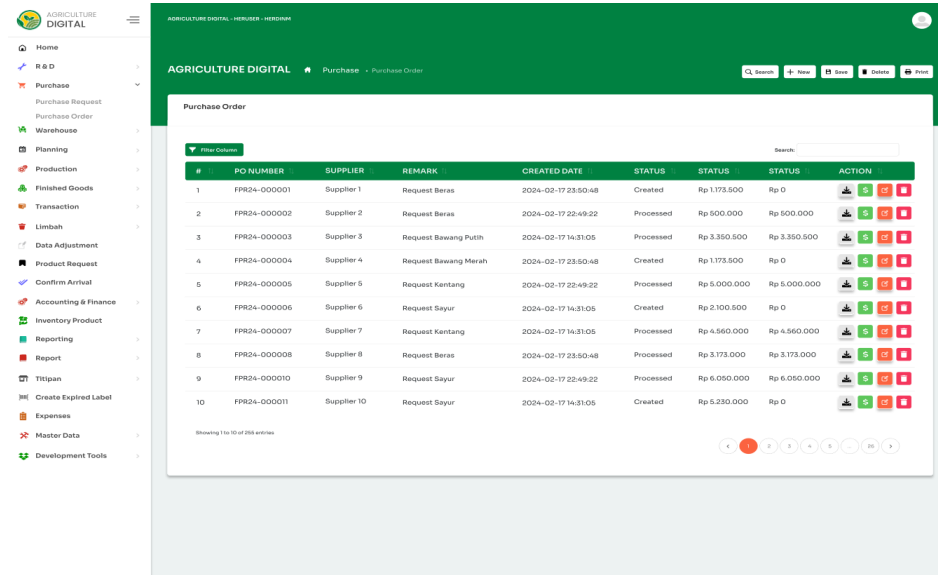 AGRICULTURE
DIGITAL
Home
R & D
Purchase
Purchase Request
Purchase Order
Warehouse
Planning
Production
Finished Goods
Transaction
Limbah
Data Adjustment
Product Request
Confirm Arrival
Accounting & Finance
Inventory Product
Reporting
Report
Titipan
Create Expired Label
Expenses
Master Data
Development Tools
AGRICULTURE DIGITAL - HERUSER - HERDINM
AGRICULTURE DIGITAL Purchase • Purchase Order
Search New Save Delete Print
Purchase Order
Filter Column
Search:
# PO NUMBER SUPPLIER REMARK CREATED DATE STATUS STATUS STATUS ACTION
1 FPR24-000001 Supplier 1 Request Beras 2024-02-17 23:50:48 Created Rp 1.173.500 Rp 0
2 FPR24-000002 Supplier 2 Request Beras 2024-02-17 22:49:22 Processed Rp 500.000 Rp 500.000
3 FPR24-000003 Supplier 3 Request Bawang Putih 2024-02-17 14:31:05 Processed Rp 3.350.500 Rp 3.350.500
4 FPR24-000004 Supplier 4 Request Bawang Merah 2024-02-17 23:50:48 Created Rp 1.173.500 Rp 0
5 FPR24-000005 Supplier 5 Request Kentang 2024-02-17 22:49:22 Processed Rp 5.000.000 Rp 5.000.000
6 FPR24-000006 Supplier 6 Request Sayur 2024-02-17 14:31:05 Created Rp 2.100.500 Rp 0
7 FPR24-000007 Supplier 7 Request Kentang 2024-02-17 14:31:05 Processed Rp 4.560.000 Rp 4.560.000
8 FPR24-000008 Supplier 8 Request Beras 2024-02-17 23:50:48 Processed Rp 3.173.000 Rp 3.173.000
9 FPR24-000010 Supplier 9 Request Sayur 2024-02-17 22:49:22 Processed Rp 6.050.000 Rp 6.050.000
10 FPR24-000011 Supplier 10 Request Sayur 2024-02-17 14:31:05 Created Rp 5.230.000 Rp 0
Showing 1 to 10 of 255 entries
‹ 1 2 3 4 5 ... 26 ›